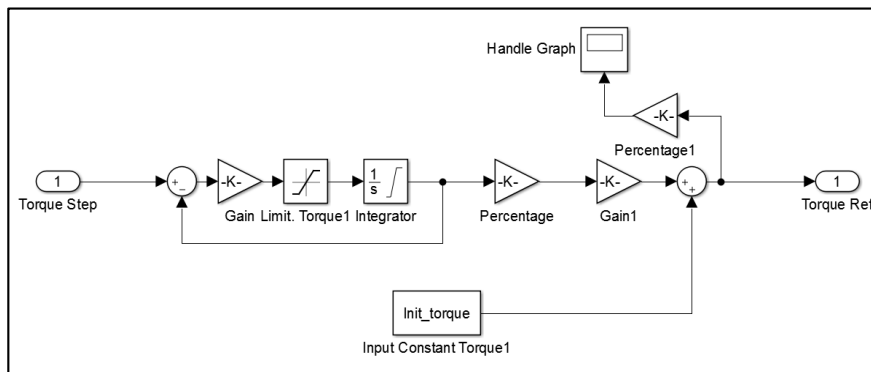 Handle Graph
-K-
Percentage1
1
Torque Step
+
−
-K-
Gain
Limit. Torque1
1
s
Integrator
-K-
Percentage
-K-
Gain1
+
+
1
Torque Ref
Init_torque
Input Constant Torque1